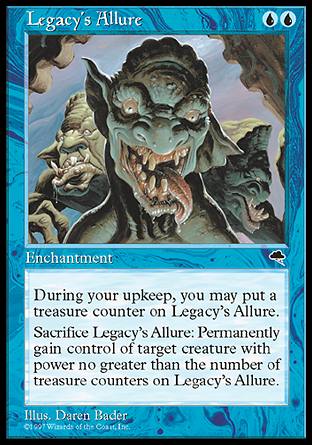 Legacy's Allure
Enchantment
During your upkeep, you may put a
treasure counter on Legacy's Allure.
Sacrifice Legacy's Allure: Permanently
gain control of target creature with
power no greater than the number of
treasure counters on Legacy's Allure.
Illus. Daren Bader
©1997 Wizards of the Coast, Inc.